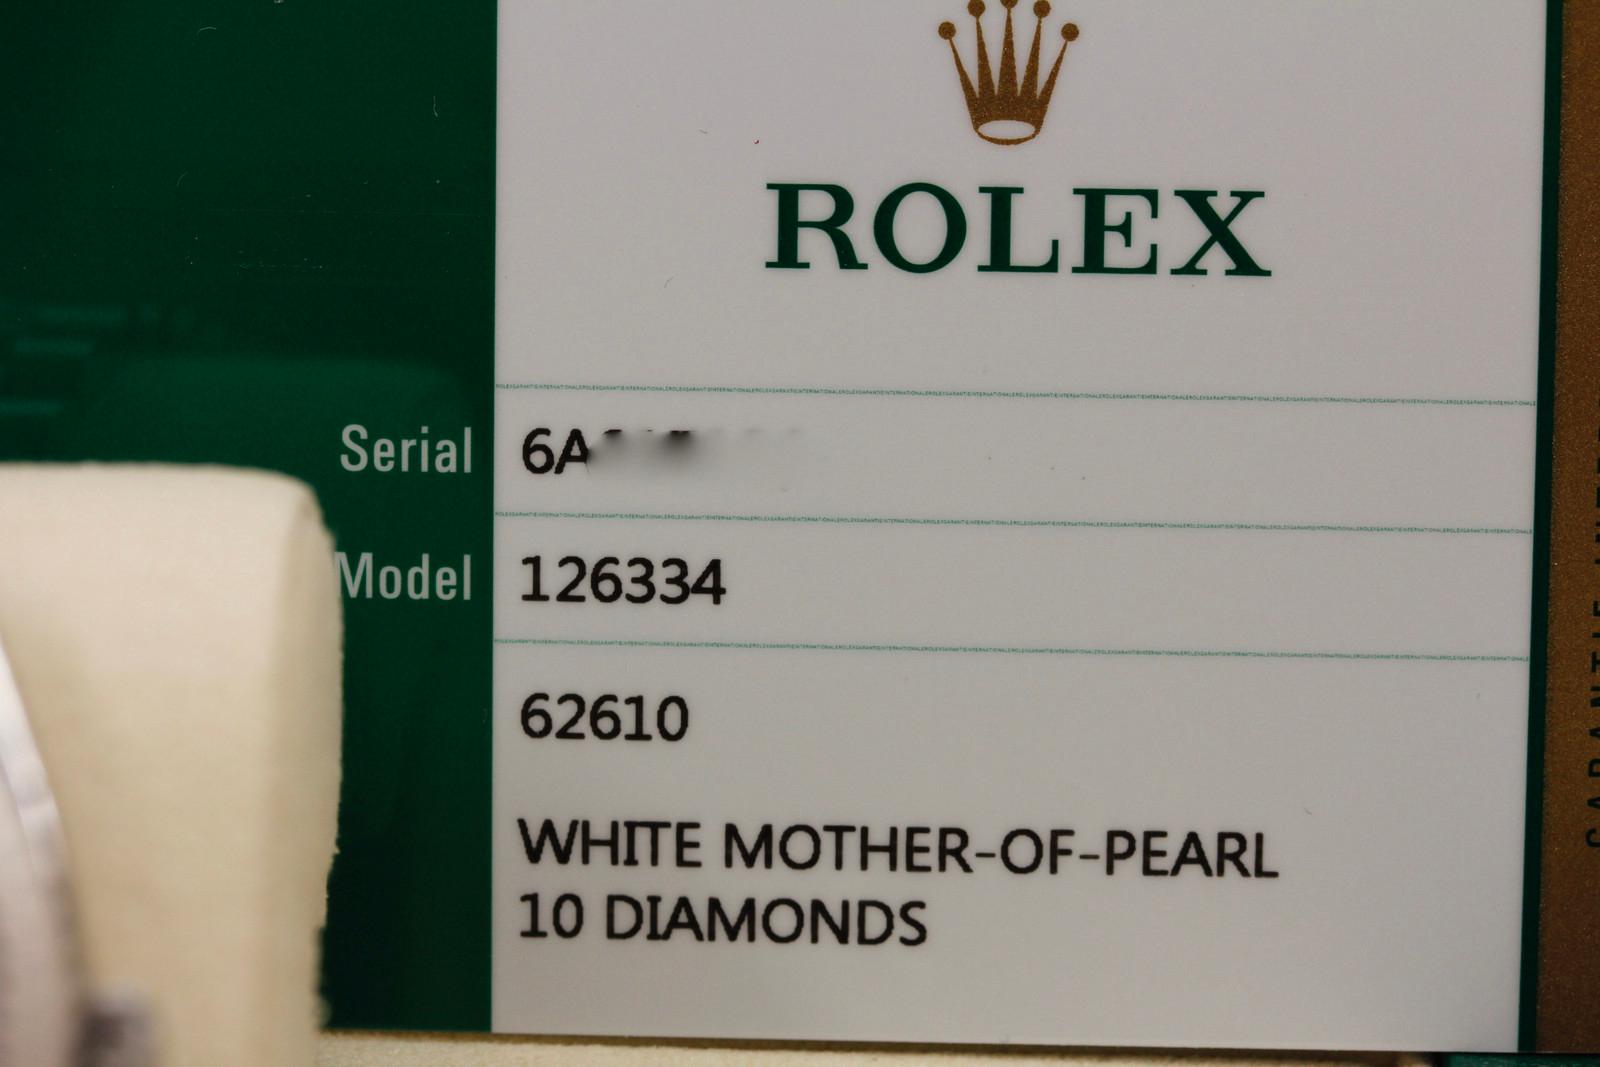 ROLEX
Serial 6A
Model 126334
62610
WHITE MOTHER-OF-PEARL
10 DIAMONDS